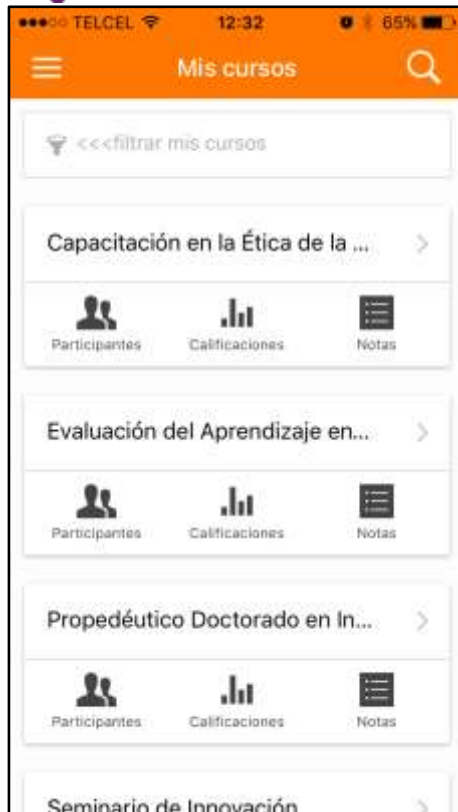 TELCEL 12:32 65%
Mis cursos
<<<filtrar mis cursos
Capacitación en la Ética de la ...
Participantes Calificaciones Notas
Evaluación del Aprendizaje en...
Participantes Calificaciones Notas
Propedéutico Doctorado en In...
Participantes Calificaciones Notas
Seminario de Innovación